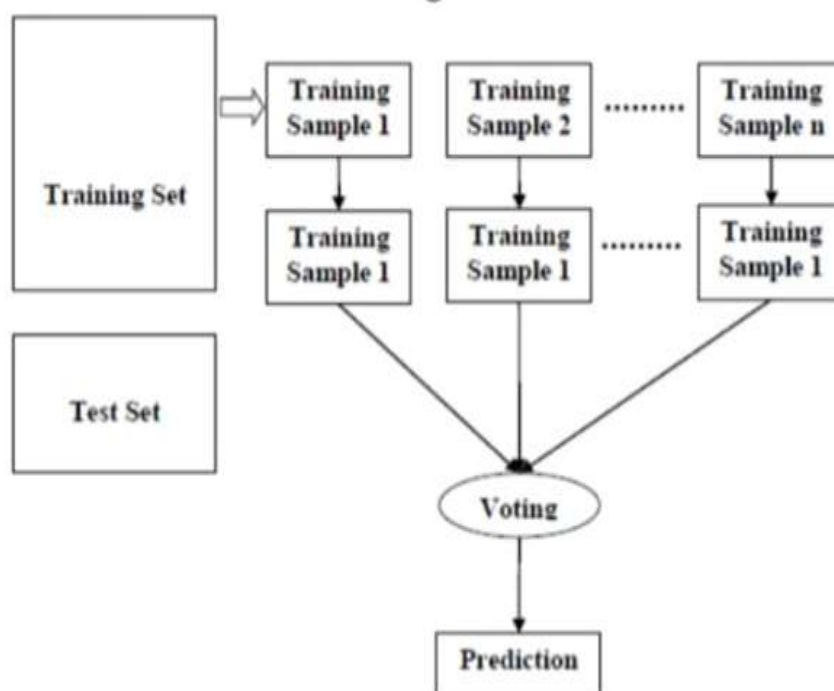 Training
Sample 1
Training
Sample 2
Training
Sample n
Training Set
Training
Sample 1
Training
Sample 1
Training
Sample 1
Test Set
Voting
Prediction